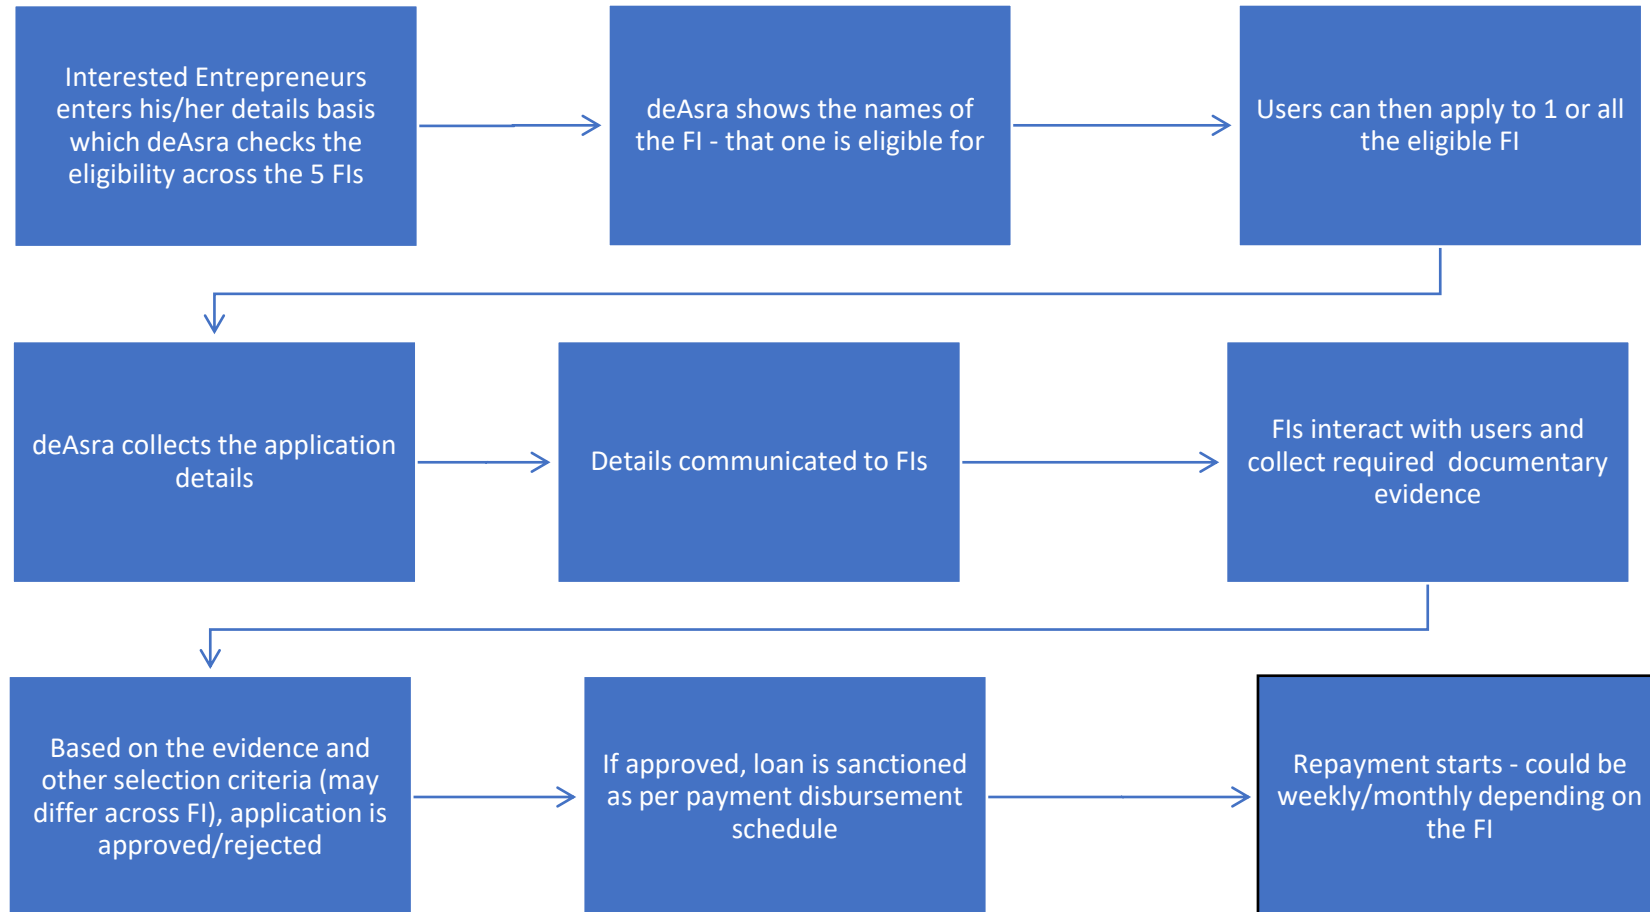 Interested Entrepreneurs
enters his/her details basis
which deAsra checks the
eligibility across the 5 FIs
deAsra shows the names of
the FI - that one is eligible for
Users can then apply to 1 or all
the eligible FI
deAsra collects the application
details
Details communicated to FIs
FIs interact with users and
collect required documentary
evidence
Based on the evidence and
other selection criteria (may
differ across FI), application is
approved/rejected
If approved, loan is sanctioned
as per payment disbursement
schedule
Repayment starts - could be
weekly/monthly depending on
the FI